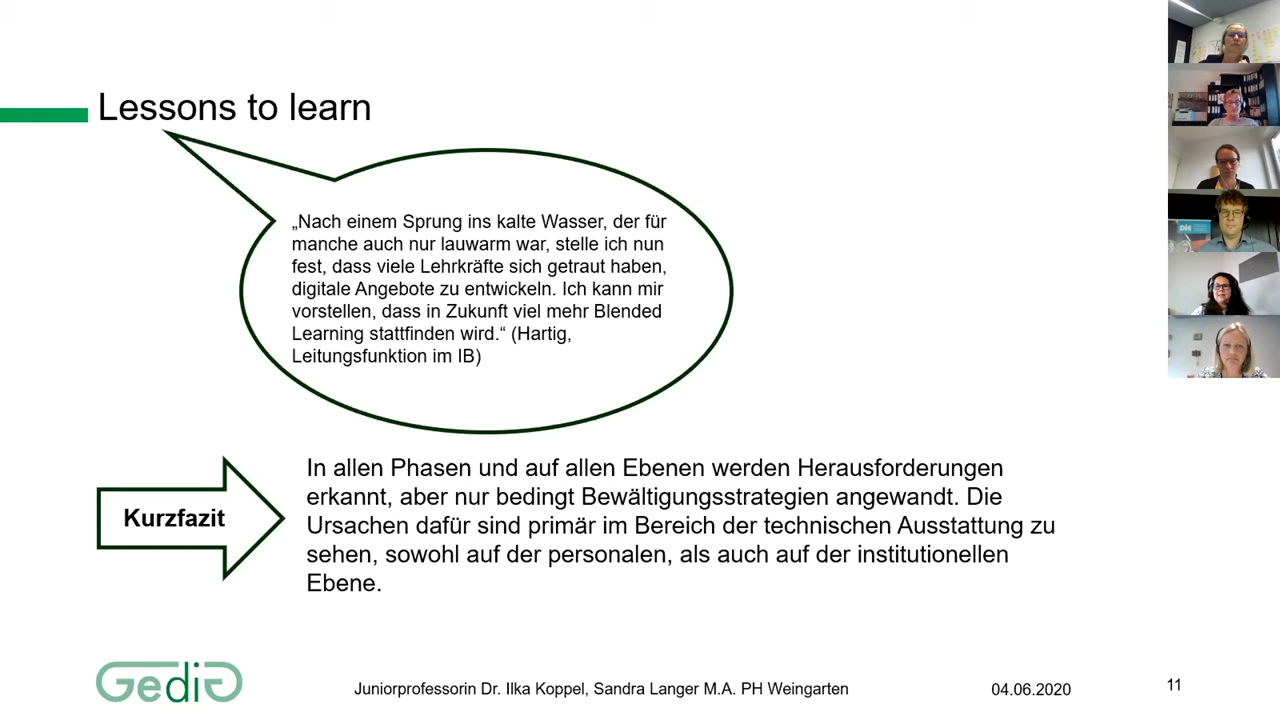 Lessons to learn
„Nach einem Sprung ins kalte Wasser, der für
manche auch nur lauwarm war, stelle ich nun
fest, dass viele Lehrkräfte sich getraut haben,
digitale Angebote zu entwickeln. Ich kann mir
vorstellen, dass in Zukunft viel mehr Blended
Learning stattfinden wird.“ (Hartig,
Leitungsfunktion im IB)
Kurzfazit
In allen Phasen und auf allen Ebenen werden Herausforderungen
erkannt, aber nur bedingt Bewältigungsstrategien angewandt. Die
Ursachen dafür sind primär im Bereich der technischen Ausstattung zu
sehen, sowohl auf der personalen, als auch auf der institutionellen
Ebene.
GediG
Juniorprofessorin Dr. Ilka Koppel, Sandra Langer M.A. PH Weingarten
04.06.2020
11
DIE